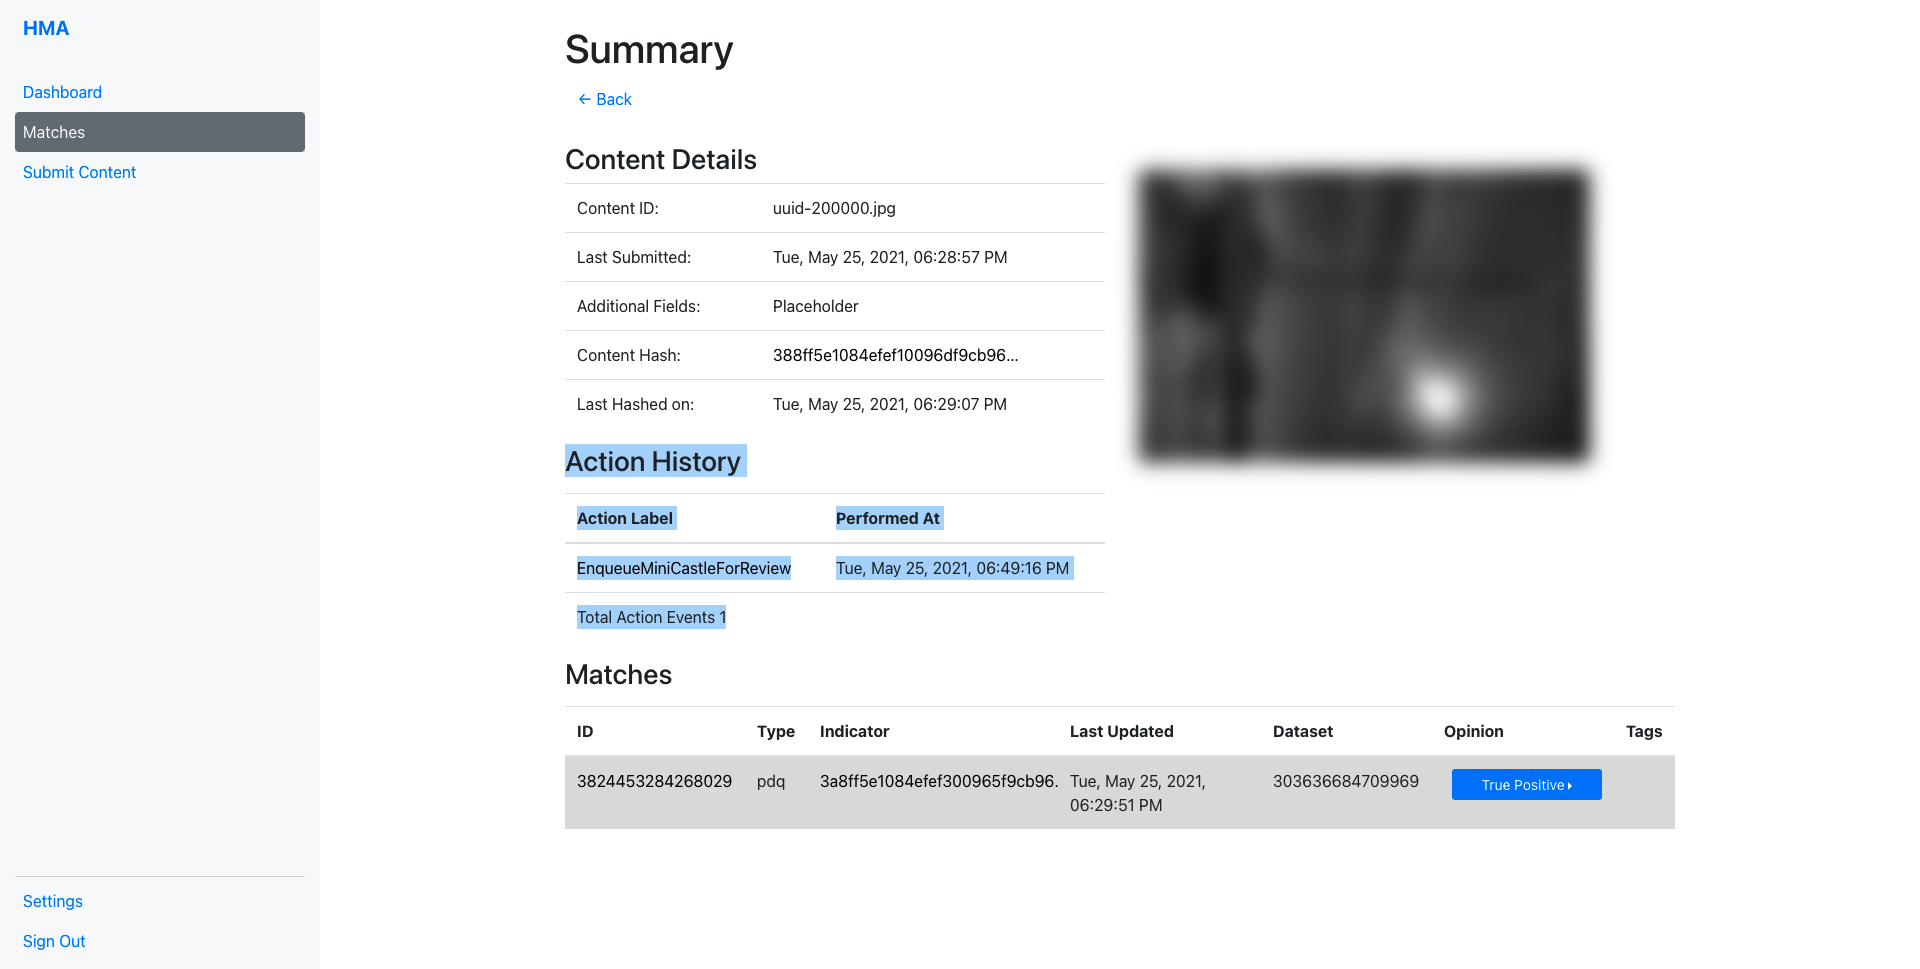 HMA
Dashboard
Matches
Submit Content
Settings
Sign Out
Summary
← Back
Content Details
Content ID: uuid-200000.jpg
Last Submitted: Tue, May 25, 2021, 06:28:57 PM
Additional Fields: Placeholder
Content Hash: 388ff5e1084efef10096df9cb96...
Last Hashed on: Tue, May 25, 2021, 06:29:07 PM
Action History
Action Label Performed At
EnqueueMiniCastleForReview Tue, May 25, 2021, 06:49:16 PM
Total Action Events 1
Matches
ID Type Indicator Last Updated Dataset Opinion Tags
3824453284268029 pdq 3a8ff5e1084efef300965f9cb96. Tue, May 25, 2021, 303636684709969 True Positive
06:29:51 PM